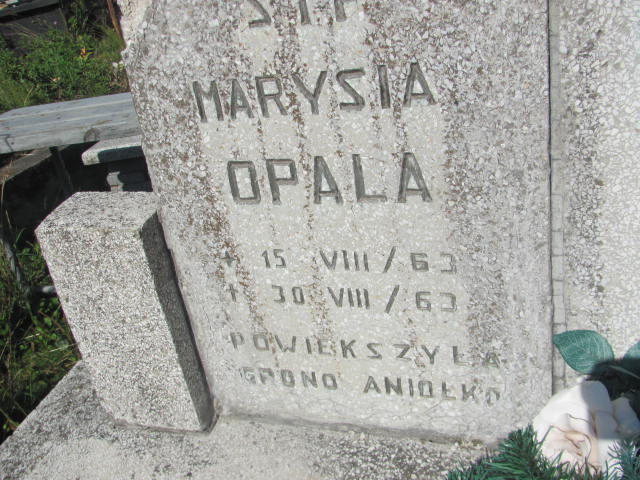 Ś.†P.
MARYSIA
OPALA
* 15 VIII / 63
† 30 VIII / 63
POWIĘKSZYŁA
GRONO ANIOŁKÓ